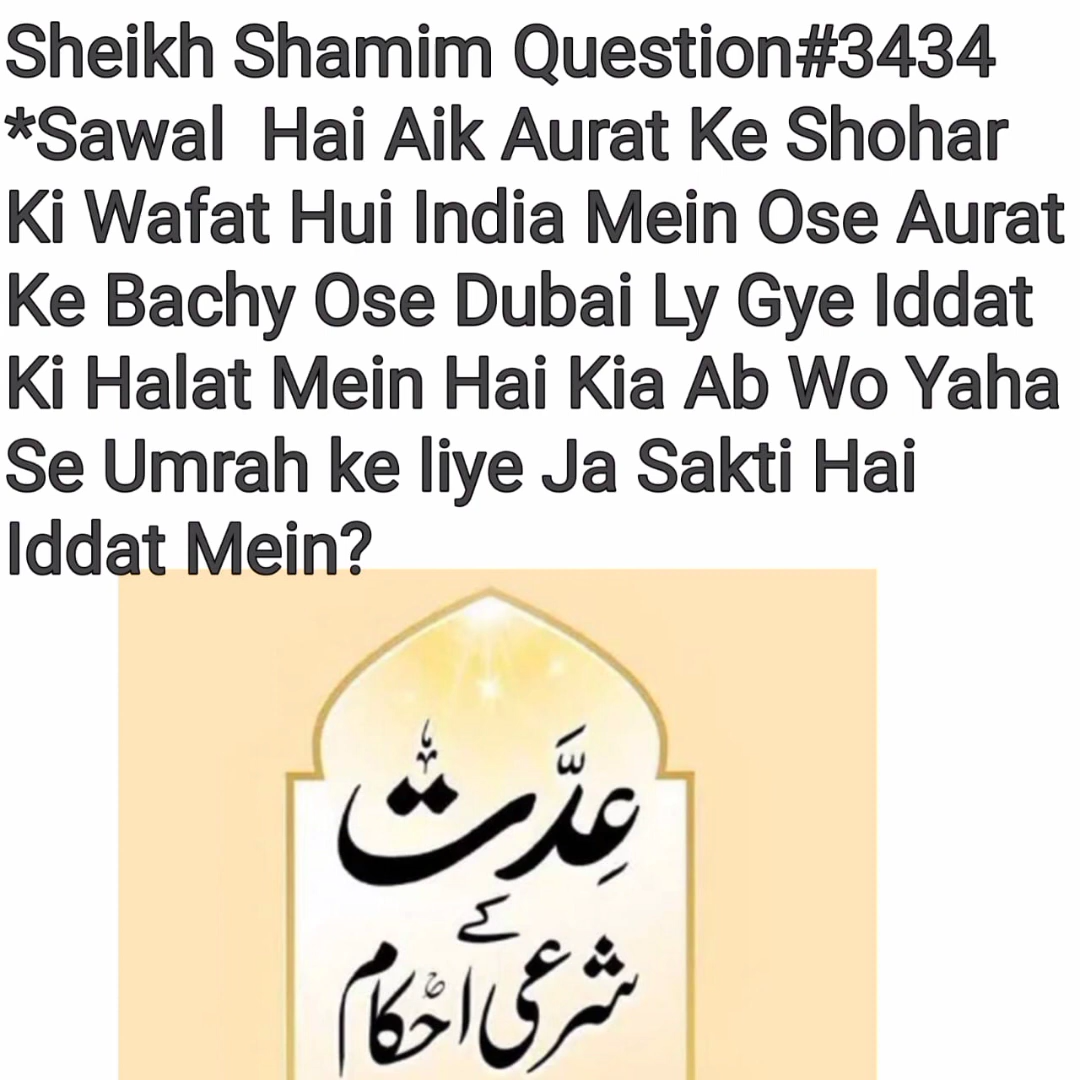 Sheikh Shamim Question#3434
*Sawal  Hai Aik Aurat Ke Shohar
Ki Wafat Hui India Mein Ose Aurat
Ke Bachy Ose Dubai Ly Gye Iddat
Ki Halat Mein Hai Kia Ab Wo Yaha
Se Umrah ke liye Ja Sakti Hai
Iddat Mein?
عِدَّت
کے
شرعی احکام